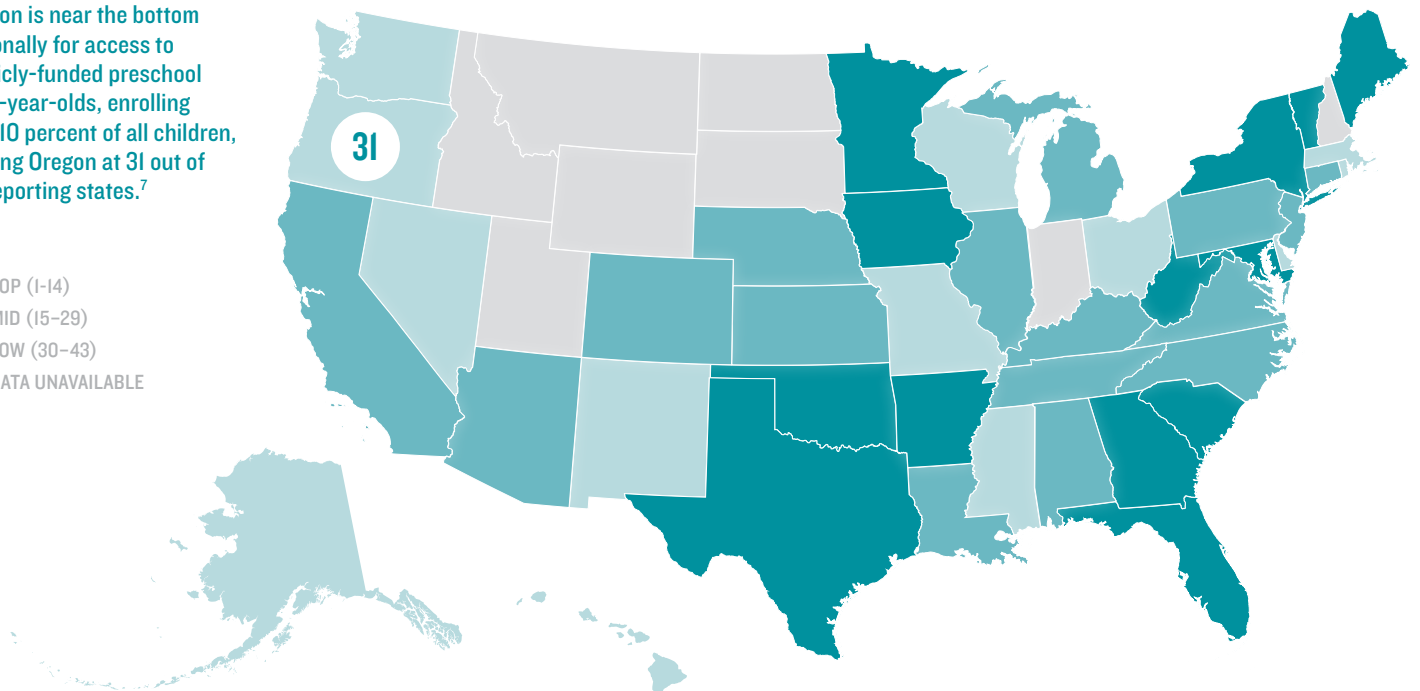 on is near the bottom
onally for access to
icly-funded preschool
-year-olds, enrolling
10 percent of all children,
ing Oregon at 31 out of
eporting states.7
OP (1-14)
MID (15–29)
OW (30–43)
ATA UNAVAILABLE
31